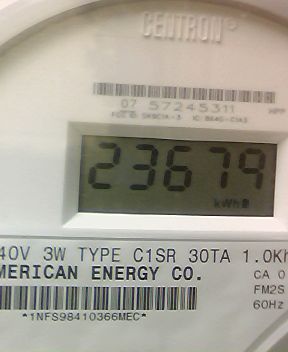 CENTRON®
07 57245311
23679
kWh
40V 3W TYPE C1SR 30TA 1.0Kh
MERICAN ENERGY CO.
CA 0
FM2S
60Hz
*1NFS98410366MEC*